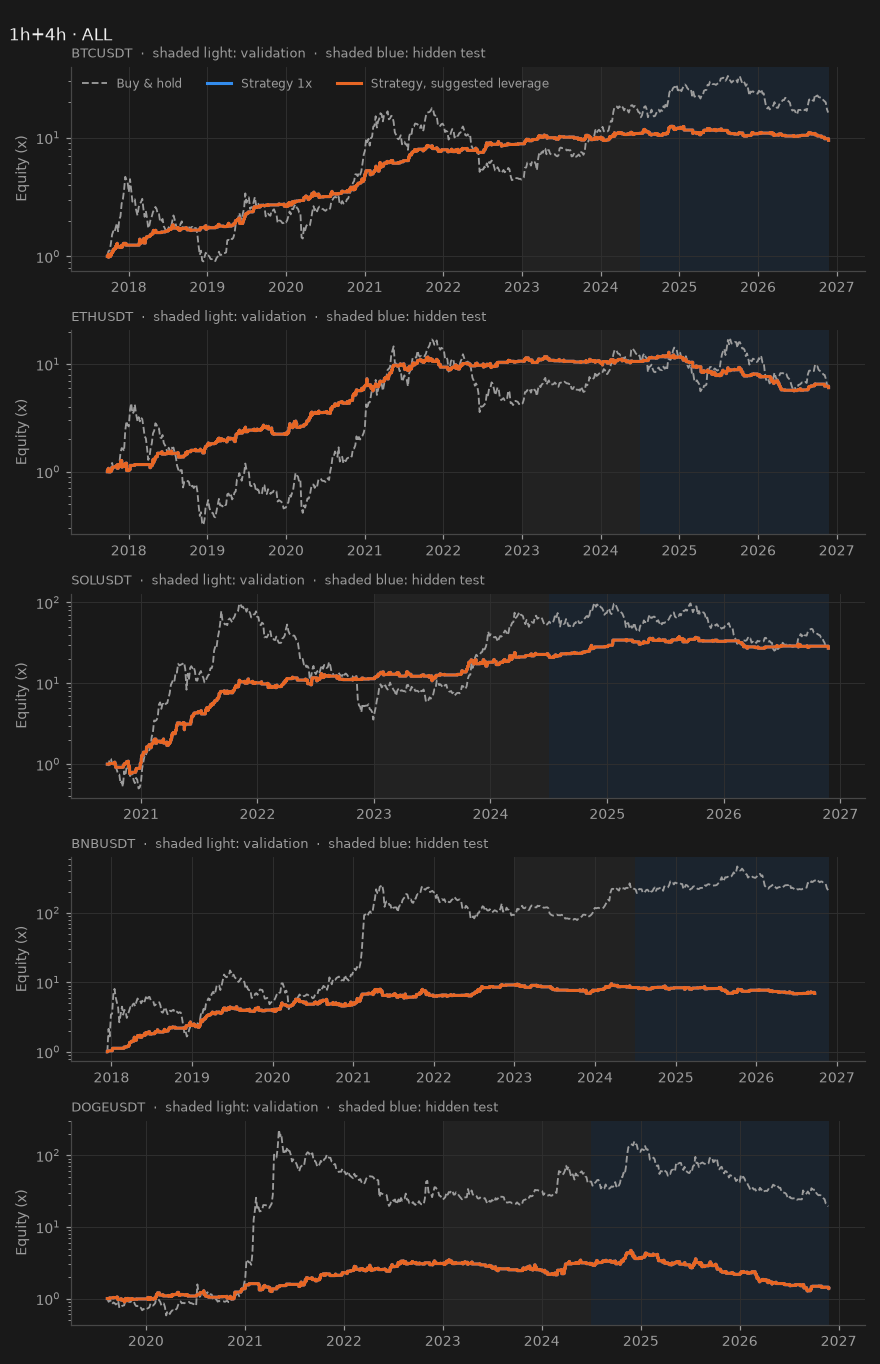 1h+4h · ALL
BTCUSDT · shaded light: validation · shaded blue: hidden test
Buy & hold Strategy 1x Strategy, suggested leverage
Equity (x)
10¹
10⁰
2018 2019 2020 2021 2022 2023 2024 2025 2026 2027
ETHUSDT · shaded light: validation · shaded blue: hidden test
Equity (x)
10¹
10⁰
2018 2019 2020 2021 2022 2023 2024 2025 2026 2027
SOLUSDT · shaded light: validation · shaded blue: hidden test
Equity (x)
10²
10¹
10⁰
2021 2022 2023 2024 2025 2026 2027
BNBUSDT · shaded light: validation · shaded blue: hidden test
Equity (x)
10²
10¹
10⁰
2018 2019 2020 2021 2022 2023 2024 2025 2026 2027
DOGEUSDT · shaded light: validation · shaded blue: hidden test
Equity (x)
10²
10¹
10⁰
2020 2021 2022 2023 2024 2025 2026 2027